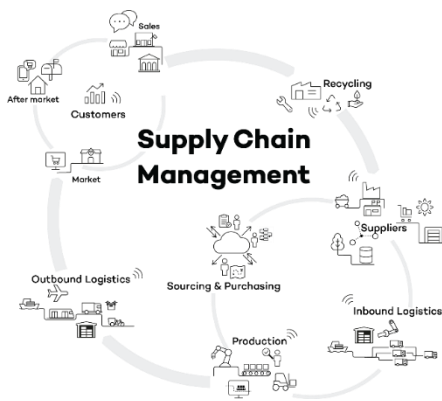 Sales
Recycling
After market
Customers
Supply Chain
Management
Market
Suppliers
Sourcing & Purchasing
Outbound Logistics
Inbound Logistics
Production